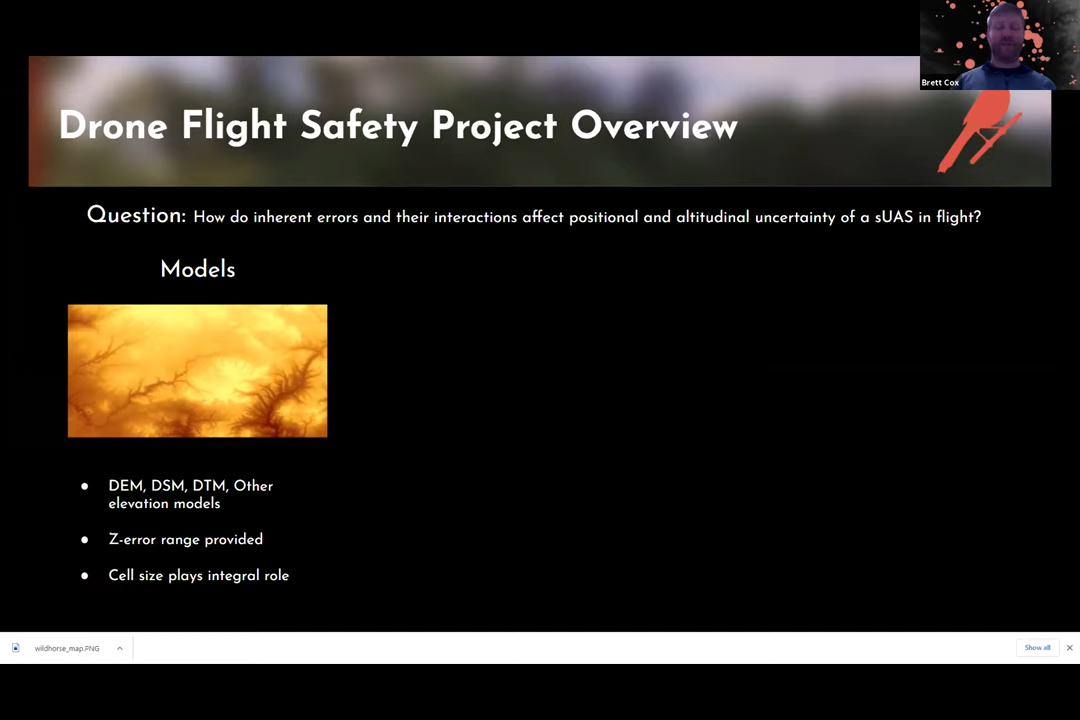 Brett Cox
Drone Flight Safety Project Overview
Question: How do inherent errors and their interactions affect positional and altitudinal uncertainty of a sUAS in flight?
Models
● DEM, DSM, DTM, Other
elevation models
● Z-error range provided
● Cell size plays integral role
wildhorse_map.PNG
Show all